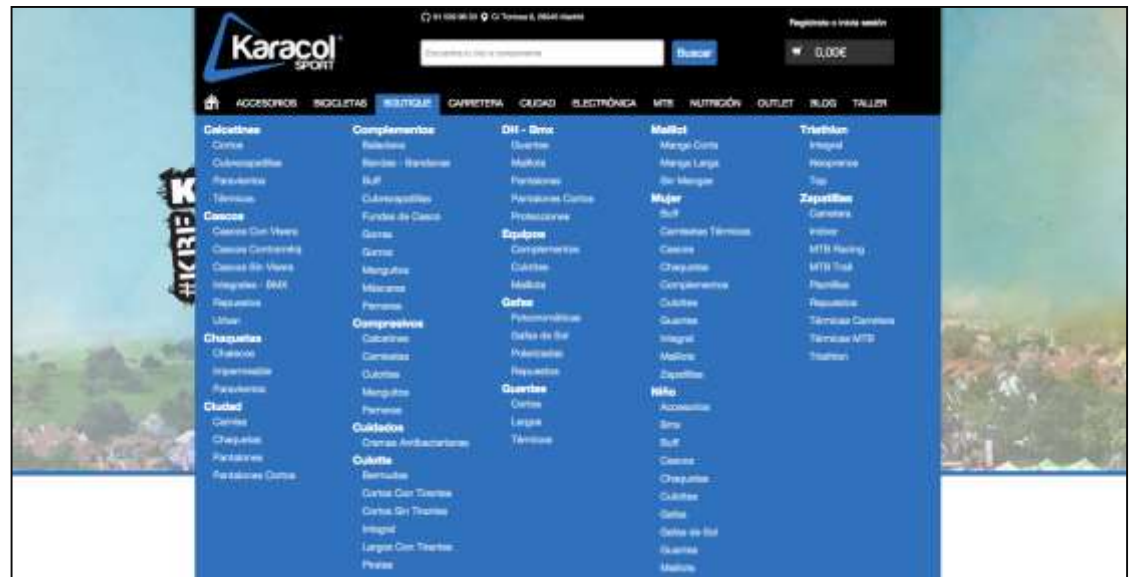 Karacol
SPORT
Regístrate o inicia sesión
Buscar
0,00€
ACCESORIOS BICICLETAS BOUTIQUE CARRETERA CIUDAD ELECTRÓNICA MTB NUTRICIÓN OUTLET BLOG TALLER
Calcetines
Cortos
Cubrezapatillas
Paravientos
Térmicos
Cascos
Cascos Con Visera
Cascos Contrarreloj
Cascos Sin Visera
Integrales - BMX
Repuestos
Urban
Chaquetas
Chalecos
Impermeable
Paravientos
Ciudad
Camisa
Chaquetas
Pantalones
Pantalones Cortos
Complementos
Bandas - Bandanas
Buff
Cubrezapatillas
Fundas de Casco
Gorras
Gorros
Manguitos
Máscaras
Perneras
Compresivos
Calcetines
Camisetas
Culottes
Manguitos
Perneras
Cuidados
Cremas Antibacterianas
Culotte
Bermudas
Cortos Con Tirantes
Cortos Sin Tirantes
Integral
Largos Con Tirantes
Piratas
DH - Bmx
Guantes
Maillots
Pantalones
Pantalones Cortos
Protecciones
Equipos
Complementos
Culottes
Maillots
Gafas
Fotocromáticas
Gafas de Sol
Polarizadas
Repuestos
Guantes
Cortos
Largos
Térmicos
Maillot
Manga Corta
Manga Larga
Sin Mangas
Mujer
Buff
Camisetas Térmicas
Cascos
Chaquetas
Complementos
Culottes
Guantes
Integral
Maillots
Zapatillas
Niño
Accesorios
Bmx
Buff
Cascos
Chaquetas
Culottes
Gafas
Gafas de Sol
Guantes
Maillots
Triathlon
Integral
Neoprenos
Top
Zapatillas
Carretera
Indoor
MTB Racing
MTB Trail
Plantillas
Repuestos
Térmicas Carretera
Térmicas MTB
Triathlon